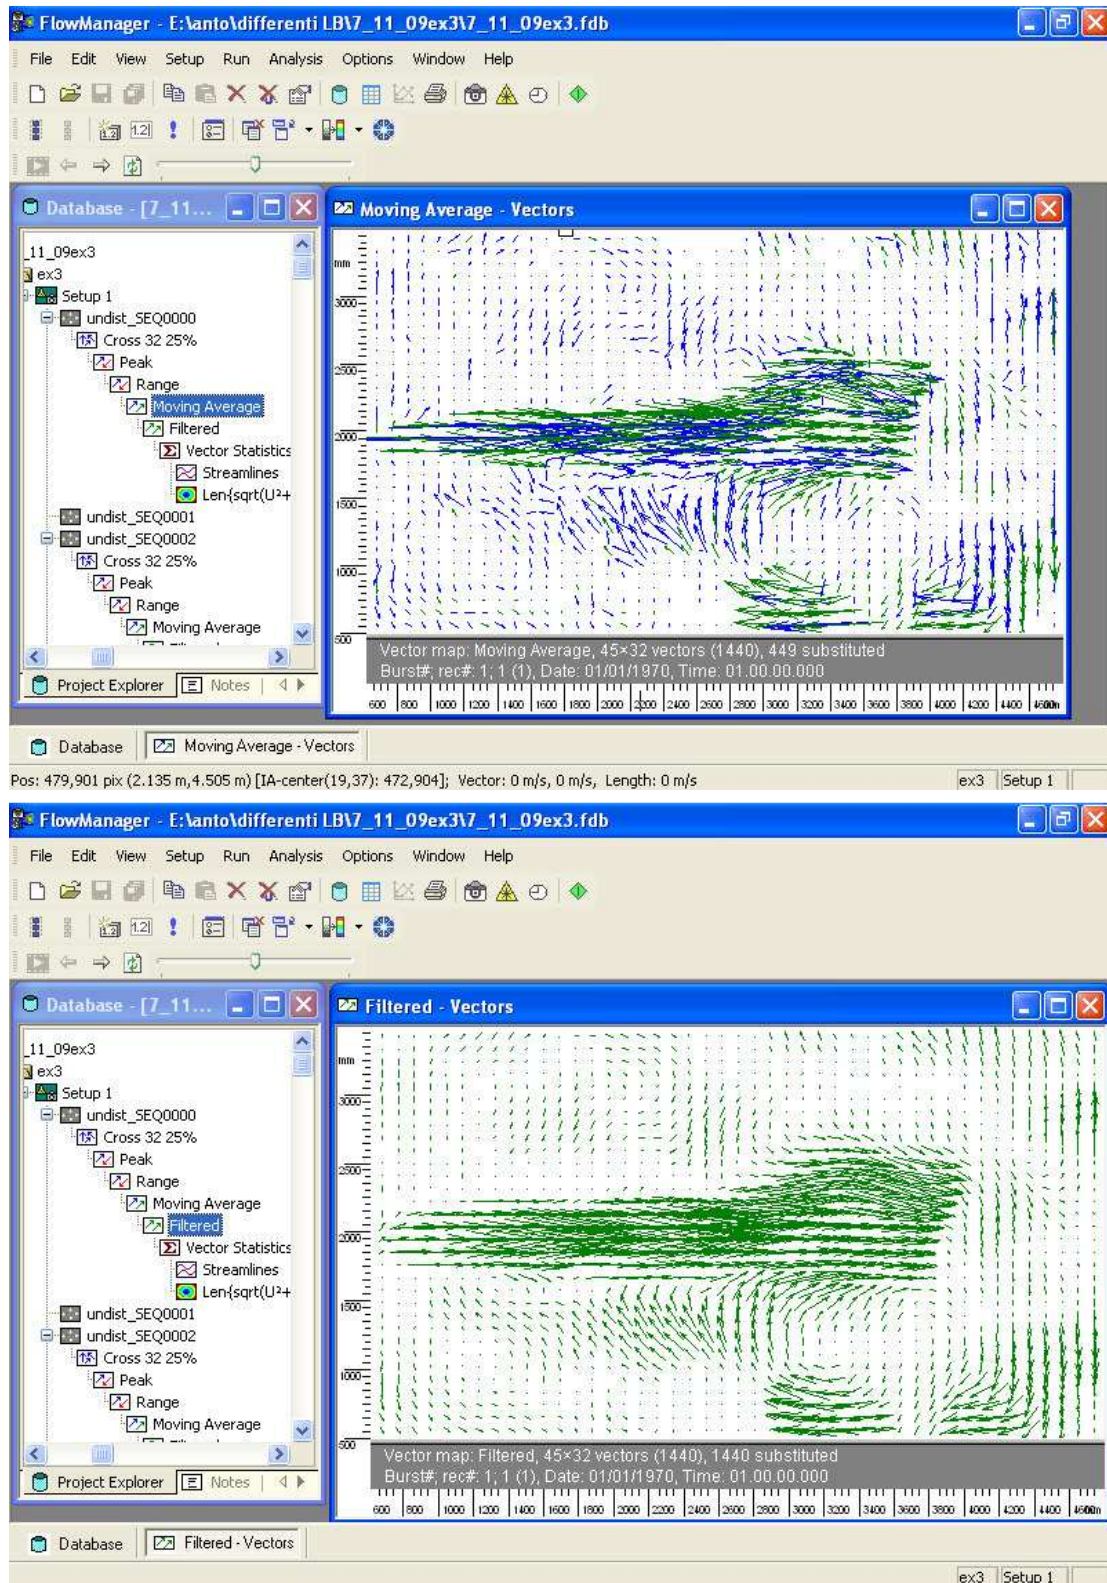 FlowManager - E:\anto\differenti LB\7_11_09ex3\7_11_09ex3.fdb
File Edit View Setup Run Analysis Options Window Help
Database - [7_11...
_11_09ex3
ex3
Setup 1
undist_SEQ0000
Cross 32 25%
Peak
Range
Moving Average
Filtered
Vector Statistics
Streamlines
Len{sqrt(U²+
undist_SEQ0001
undist_SEQ0002
Cross 32 25%
Peak
Range
Moving Average
Project Explorer Notes
Moving Average - Vectors
mm
3000
2500
2000
1500
1000
500
Vector map: Moving Average, 45×32 vectors (1440), 449 substituted
Burst#; rec#: 1; 1 (1), Date: 01/01/1970, Time: 01.00.00.000
600 800 1000 1200 1400 1600 1800 2000 2200 2400 2600 2800 3000 3200 3400 3600 3800 4000 4200 4400
Database Moving Average - Vectors
Pos: 479,901 pix (2.135 m,4.505 m) [IA-center(19,37): 472,904]; Vector: 0 m/s, 0 m/s, Length: 0 m/s ex3 Setup 1
FlowManager - E:\anto\differenti LB\7_11_09ex3\7_11_09ex3.fdb
File Edit View Setup Run Analysis Options Window Help
Database - [7_11...
_11_09ex3
ex3
Setup 1
undist_SEQ0000
Cross 32 25%
Peak
Range
Moving Average
Filtered
Vector Statistics
Streamlines
Len{sqrt(U²+
undist_SEQ0001
undist_SEQ0002
Cross 32 25%
Peak
Range
Moving Average
Project Explorer Notes
Filtered - Vectors
mm
3000
2500
2000
1500
1000
500
Vector map: Filtered, 45×32 vectors (1440), 1440 substituted
Burst#; rec#: 1; 1 (1), Date: 01/01/1970, Time: 01.00.00.000
600 800 1000 1200 1400 1600 1800 2000 2200 2400 2600 2800 3000 3200 3400 3600 3800 4000 4200 4400
Database Filtered - Vectors
ex3 Setup 1